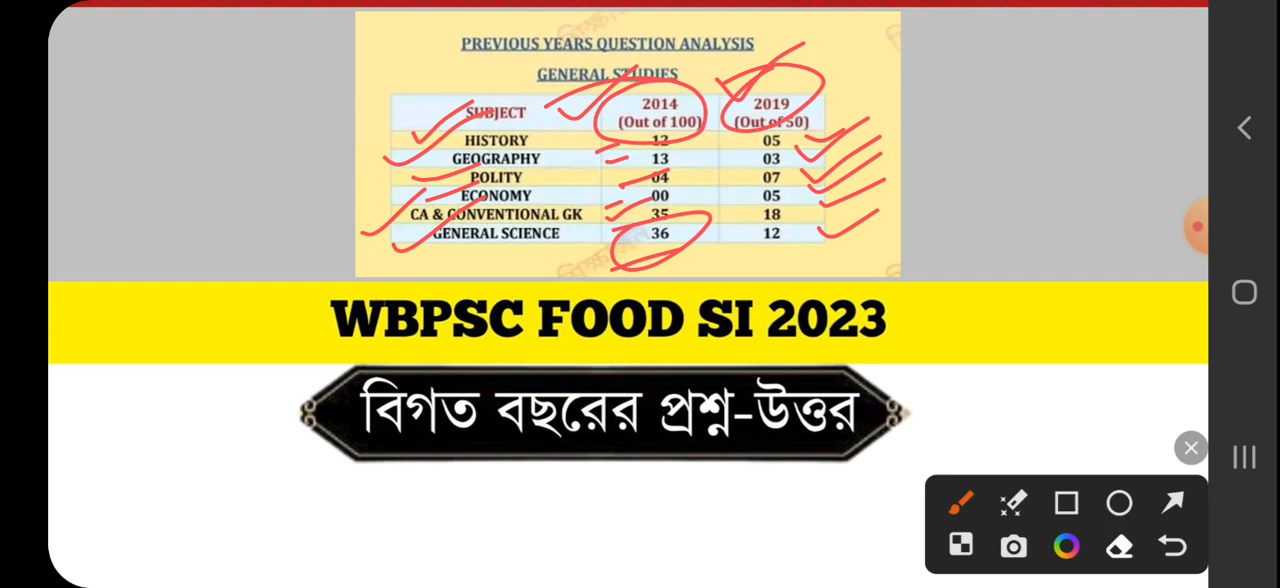 PREVIOUS YEARS QUESTION ANALYSIS
GENERAL STUDIES
SUBJECT 2014 (Out of 100) 2019 (Out of 50)
HISTORY 12 05
GEOGRAPHY 13 03
POLITY 04 07
ECONOMY 00 05
CA & CONVENTIONAL GK 35 18
GENERAL SCIENCE 36 12
WBPSC FOOD SI 2023
বিগত বছরের প্রশ্ন-উত্তর